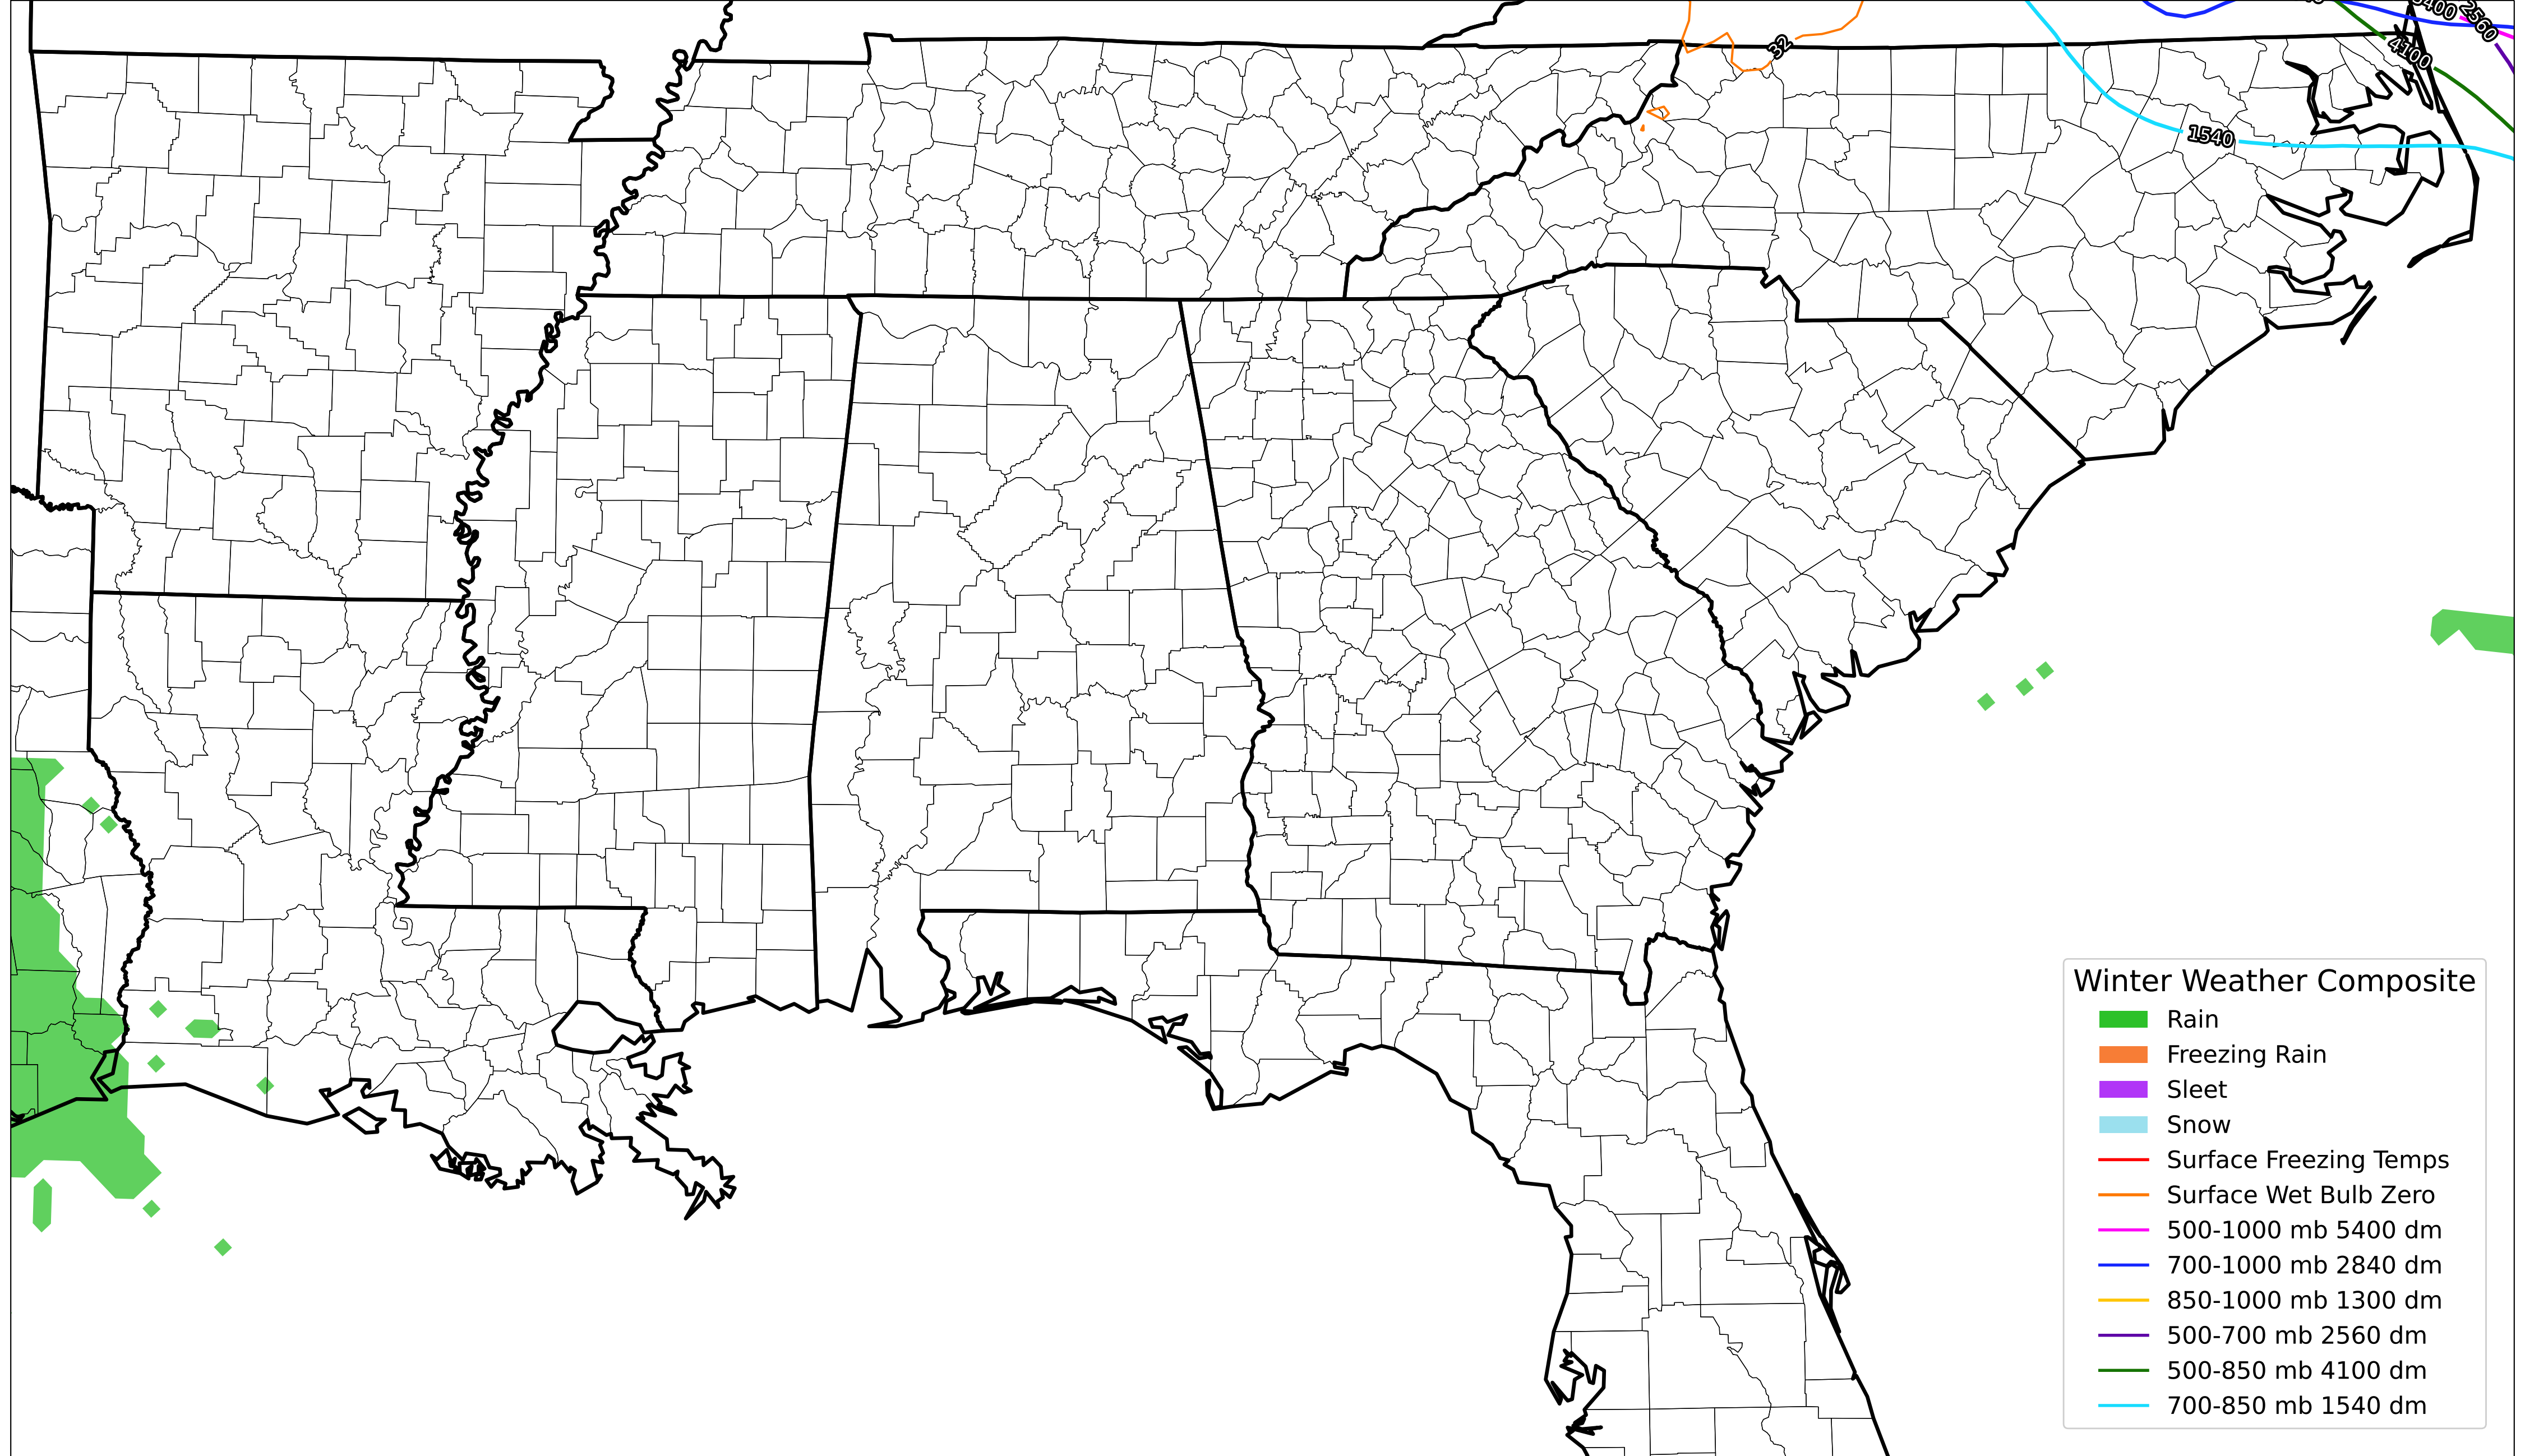 5400
2560
4100
32
1540
Winter Weather Composite
Rain
Freezing Rain
Sleet
Snow
Surface Freezing Temps
Surface Wet Bulb Zero
500-1000 mb 5400 dm
700-1000 mb 2840 dm
850-1000 mb 1300 dm
500-700 mb 2560 dm
500-850 mb 4100 dm
700-850 mb 1540 dm